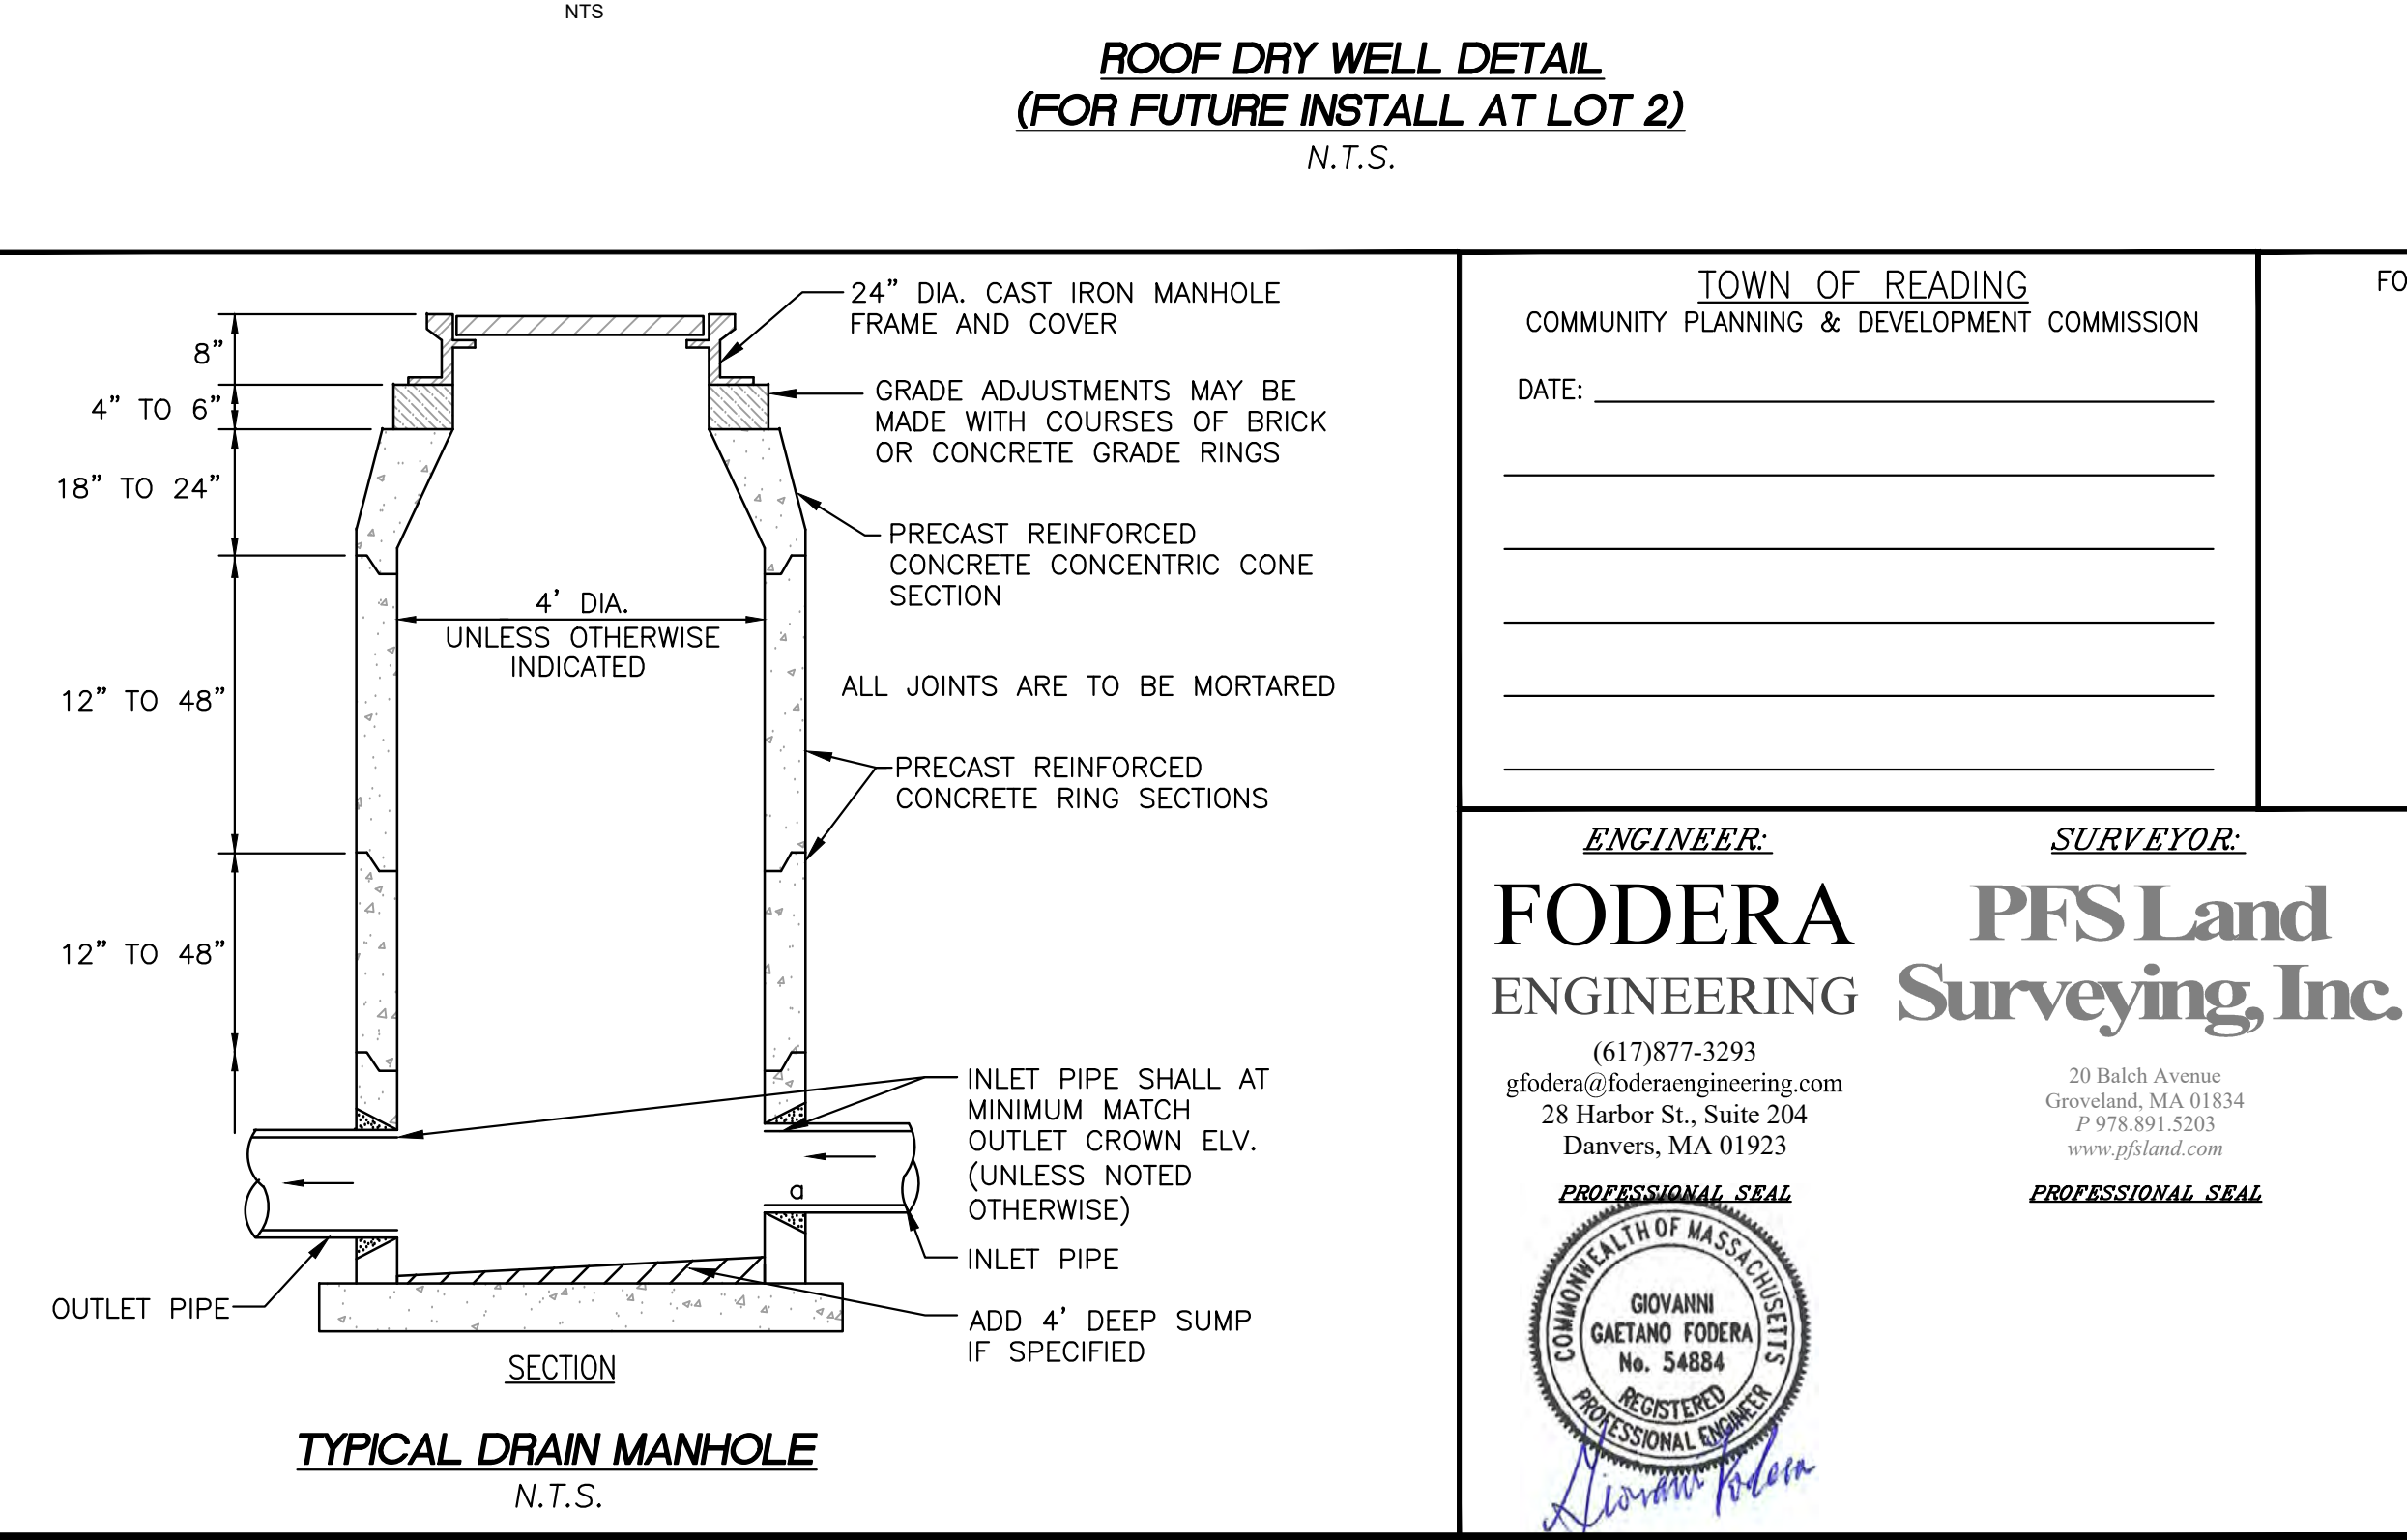 NTS
ROOF DRY WELL DETAIL
(FOR FUTURE INSTALL AT LOT 2)
N.T.S.
8"
4" TO 6"
18" TO 24"
12" TO 48"
12" TO 48"
4' DIA.
UNLESS OTHERWISE
INDICATED
24" DIA. CAST IRON MANHOLE
FRAME AND COVER
GRADE ADJUSTMENTS MAY BE
MADE WITH COURSES OF BRICK
OR CONCRETE GRADE RINGS
PRECAST REINFORCED
CONCRETE CONCENTRIC CONE
SECTION
ALL JOINTS ARE TO BE MORTARED
PRECAST REINFORCED
CONCRETE RING SECTIONS
INLET PIPE SHALL AT
MINIMUM MATCH
OUTLET CROWN ELV.
(UNLESS NOTED
OTHERWISE)
a
INLET PIPE
OUTLET PIPE
ADD 4' DEEP SUMP
IF SPECIFIED
SECTION
TYPICAL DRAIN MANHOLE
N.T.S.
TOWN OF READING
COMMUNITY PLANNING & DEVELOPMENT COMMISSION
DATE:
FO
ENGINEER:
FODERA
ENGINEERING
(617)877-3293
gfodera@foderaengineering.com
28 Harbor St., Suite 204
Danvers, MA 01923
PROFESSIONAL SEAL
COMMONWEALTH OF MASSACHUSETTS
GIOVANNI
GAETANO FODERA
No. 54884
REGISTERED
PROFESSIONAL ENGINEER
Giovanni Fodera
SURVEYOR:
PFS Land
Surveying, Inc.
20 Balch Avenue
Groveland, MA 01834
P 978.891.5203
www.pfsland.com
PROFESSIONAL SEAL